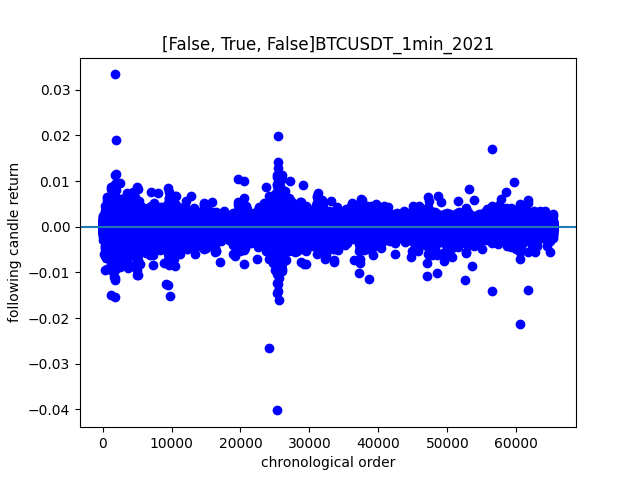 [False, True, False]BTCUSDT_1min_2021
following candle return
0.03
0.02
0.01
0.00
−0.01
−0.02
−0.03
−0.04
0 10000 20000 30000 40000 50000 60000
chronological order